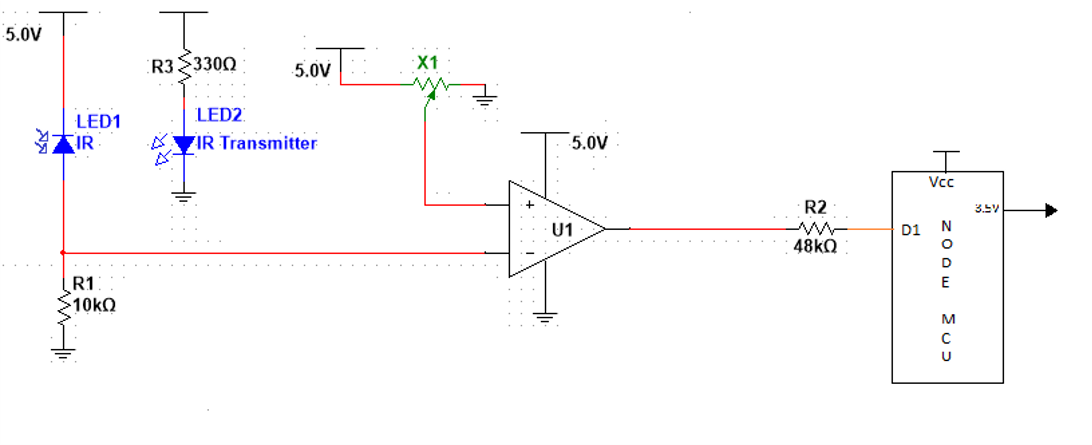 5.0V
R3
330Ω
5.0V
X1
LED1
IR
LED2
IR Transmitter
5.0V
+
U1
-
R2
48kΩ
Vcc
3.5V
D1
N
O
D
E
M
C
U
R1
10kΩ